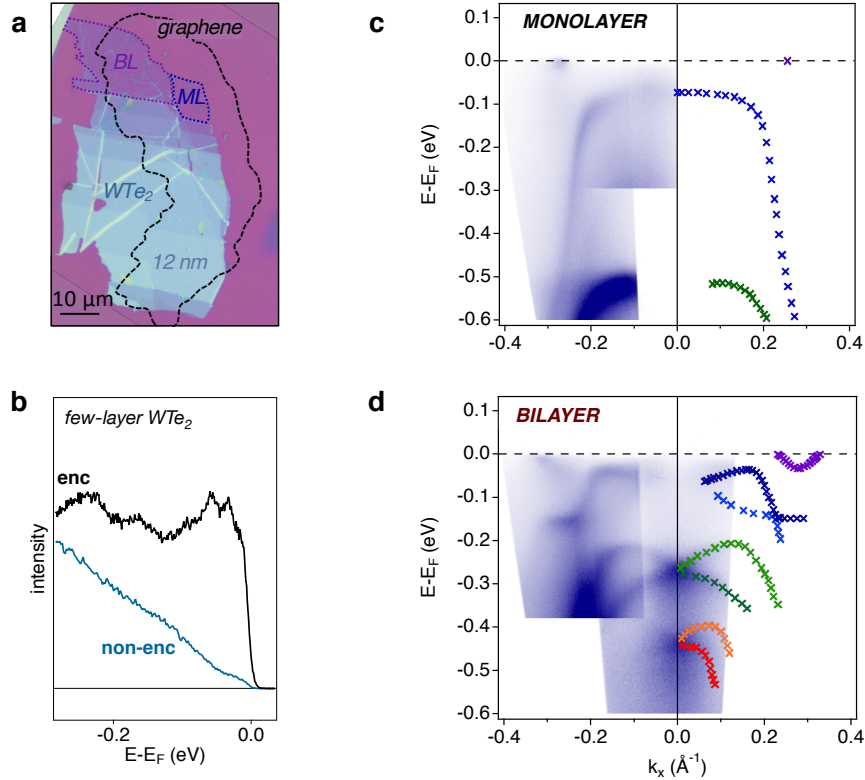 a
graphene
BL
ML
WTe₂
12 nm
10 μm
b
few-layer WTe₂
enc
non-enc
intensity
-0.2
0.0
E-E_F (eV)
c
MONOLAYER
0.1
0.0
-0.1
-0.2
-0.3
-0.4
-0.5
-0.6
E-E_F (eV)
-0.4
-0.2
0.0
0.2
0.4
d
BILAYER
0.1
0.0
-0.1
-0.2
-0.3
-0.4
-0.5
-0.6
E-E_F (eV)
-0.4
-0.2
0.0
0.2
0.4
kₓ (Å⁻¹)